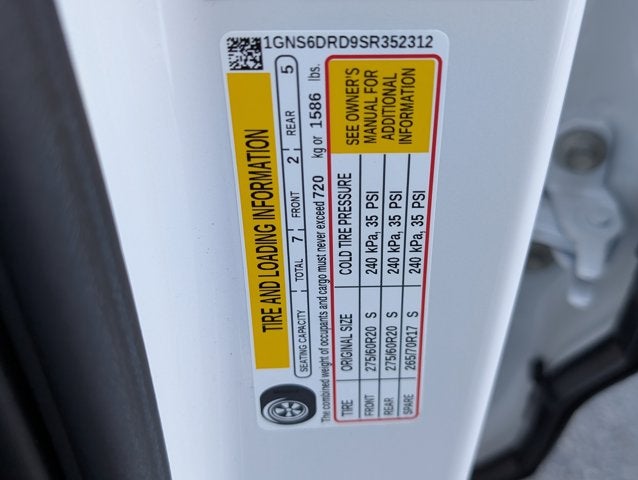 1GNS6DRD9SR352312
TIRE AND LOADING INFORMATION
SEATING CAPACITY TOTAL 7 FRONT 2 REAR 5
The combined weight of occupants and cargo must never exceed 720 kg or 1586 lbs.
TIRE ORIGINAL SIZE COLD TIRE PRESSURE
FRONT 275/60R20 S 240 kPa, 35 PSI
REAR 275/60R20 S 240 kPa, 35 PSI
SPARE 265/70R17 S 240 kPa, 35 PSI
SEE OWNER'S
MANUAL FOR
ADDITIONAL
INFORMATION